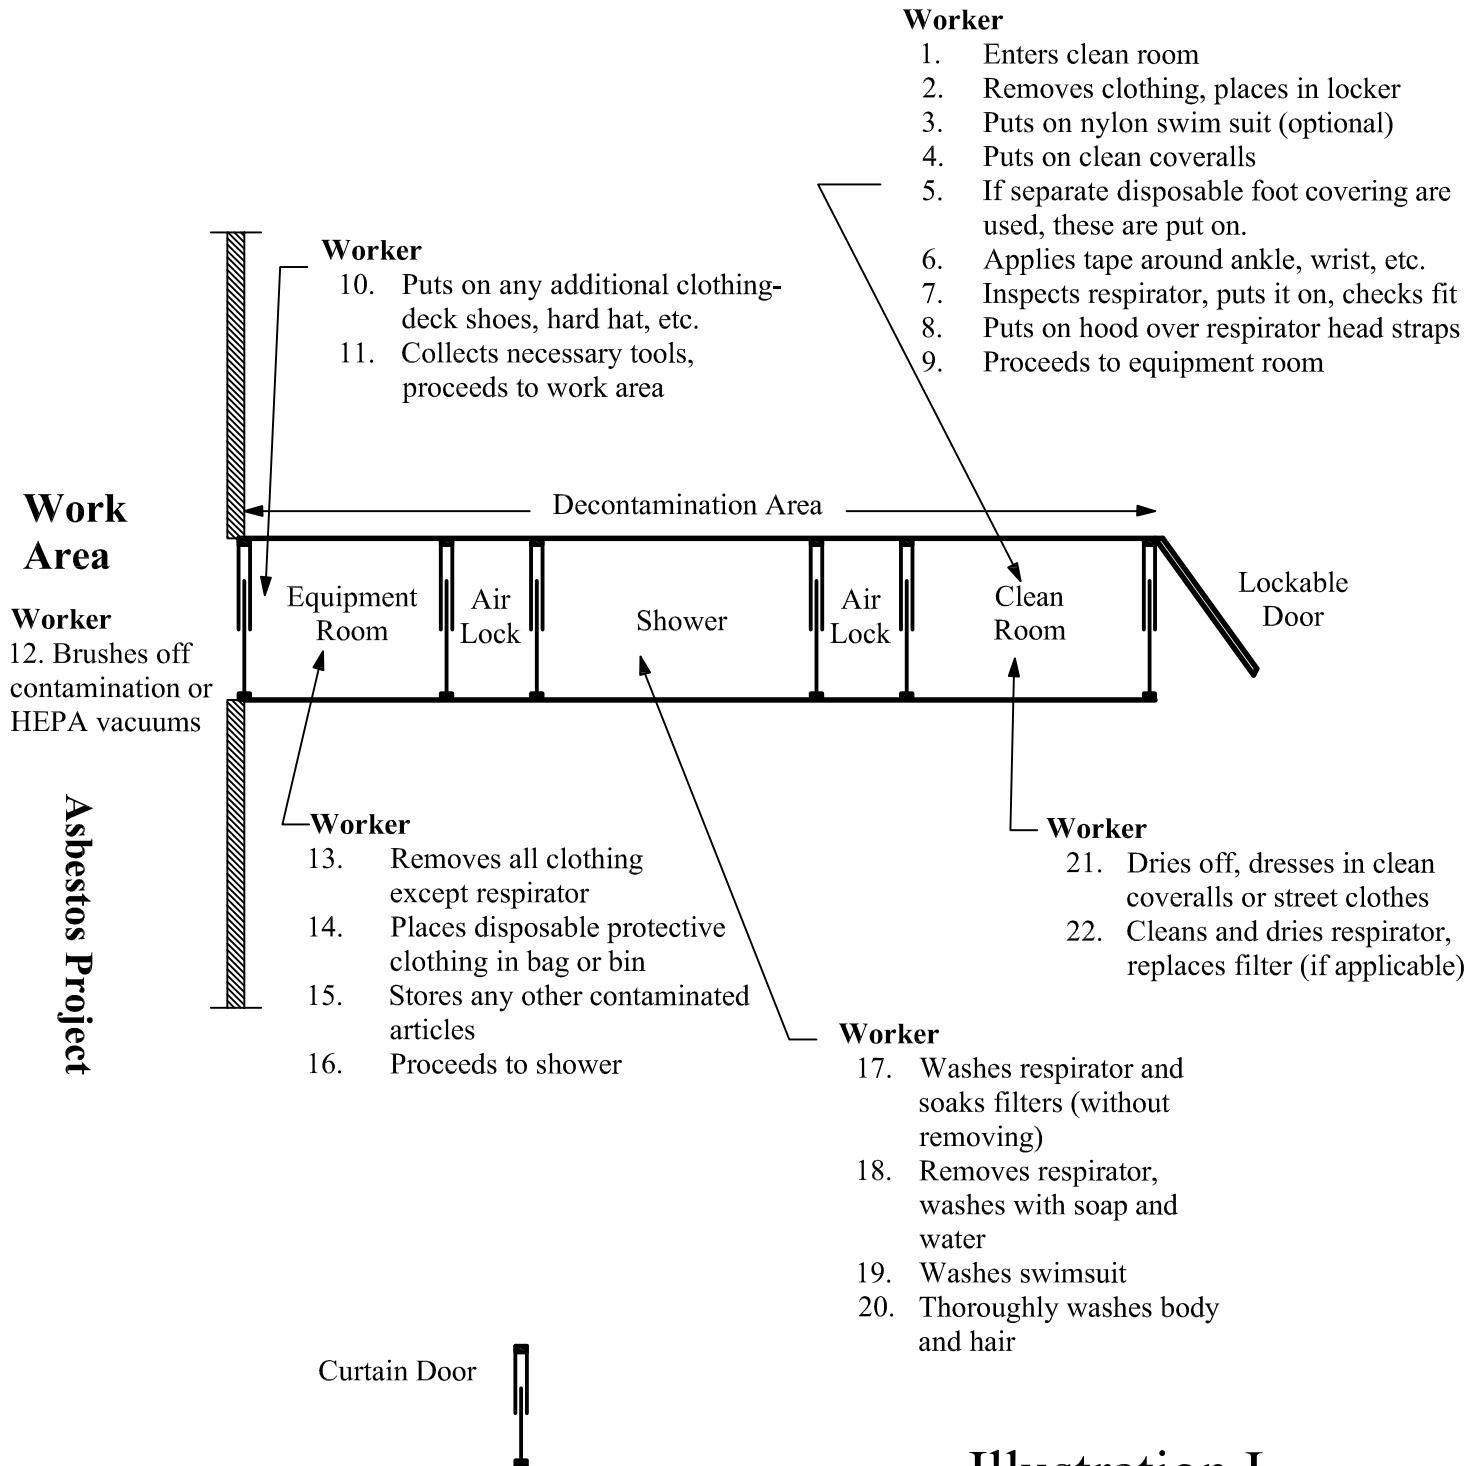 Worker
1. Enters clean room
2. Removes clothing, places in locker
3. Puts on nylon swim suit (optional)
4. Puts on clean coveralls
5. If separate disposable foot covering are
used, these are put on.
6. Applies tape around ankle, wrist, etc.
7. Inspects respirator, puts it on, checks fit
8. Puts on hood over respirator head straps
9. Proceeds to equipment room
Worker
10. Puts on any additional clothing-
deck shoes, hard hat, etc.
11. Collects necessary tools,
proceeds to work area
Work
Area
Decontamination Area
Worker
12. Brushes off
contamination or
HEPA vacuums
Equipment
Room
Air
Lock
Shower
Air
Lock
Clean
Room
Lockable
Door
Asbestos Project
Worker
13. Removes all clothing
except respirator
14. Places disposable protective
clothing in bag or bin
15. Stores any other contaminated
articles
16. Proceeds to shower
Worker
21. Dries off, dresses in clean
coveralls or street clothes
22. Cleans and dries respirator,
replaces filter (if applicable)
Worker
17. Washes respirator and
soaks filters (without
removing)
18. Removes respirator,
washes with soap and
water
19. Washes swimsuit
20. Thoroughly washes body
and hair
Curtain Door
Illustration I